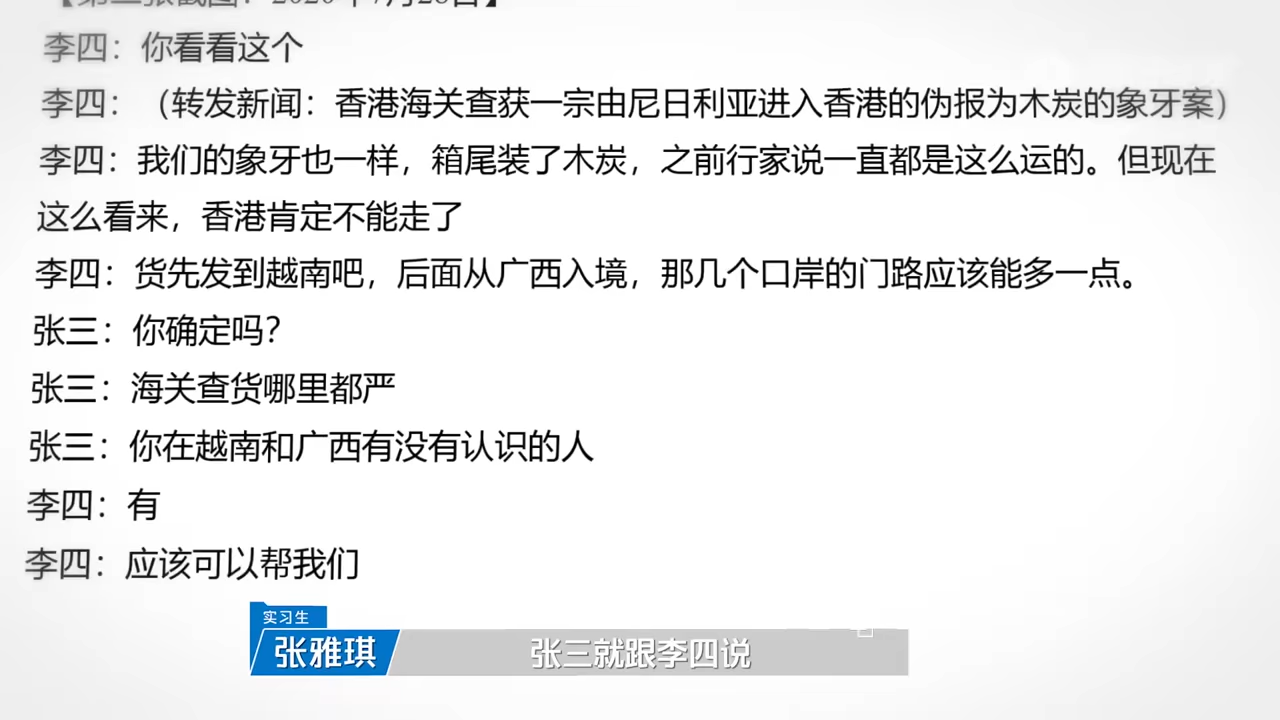 李四：你看看这个
李四：（转发新闻：香港海关查获一宗由尼日利亚进入香港的伪报为木炭的象牙案）
李四：我们的象牙也一样，箱尾装了木炭，之前行家说一直都是这么运的。但现在
这么看来，香港肯定不能走了
李四：货先发到越南吧，后面从广西入境，那几个口岸的门路应该能多一点。
张三：你确定吗？
张三：海关查货哪里都严
张三：你在越南和广西有没有认识的人
李四：有
李四：应该可以帮我们
实习生
张雅琪
张三就跟李四说